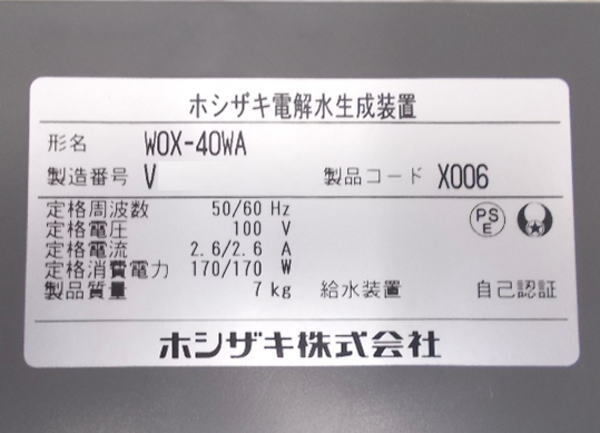 ホシザキ電解水生成装置
形名 WOX-40WA
製造番号 V 製品コード X006
定格周波数 50/60 Hz
定格電圧 100 V
定格電流 2.6/2.6 A
定格消費電力 170/170 W
製品質量 7 kg 給水装置 自己認証
PS
E
ホシザキ株式会社